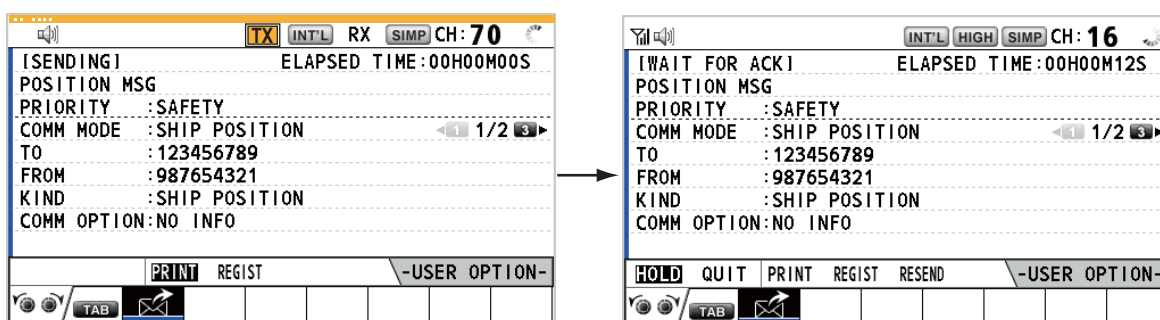 TX INT'L RX SIMP CH:70
[SENDING] ELAPSED TIME:00H00M00S
POSITION MSG
PRIORITY :SAFETY
COMM MODE :SHIP POSITION 1 1/2 3
TO :123456789
FROM :987654321
KIND :SHIP POSITION
COMM OPTION:NO INFO
PRINT REGIST -USER OPTION-
TAB
INT'L HIGH SIMP CH:16
[WAIT FOR ACK] ELAPSED TIME:00H00M12S
POSITION MSG
PRIORITY :SAFETY
COMM MODE :SHIP POSITION 1 1/2 3
TO :123456789
FROM :987654321
KIND :SHIP POSITION
COMM OPTION:NO INFO
HOLD QUIT PRINT REGIST RESEND -USER OPTION-
TAB